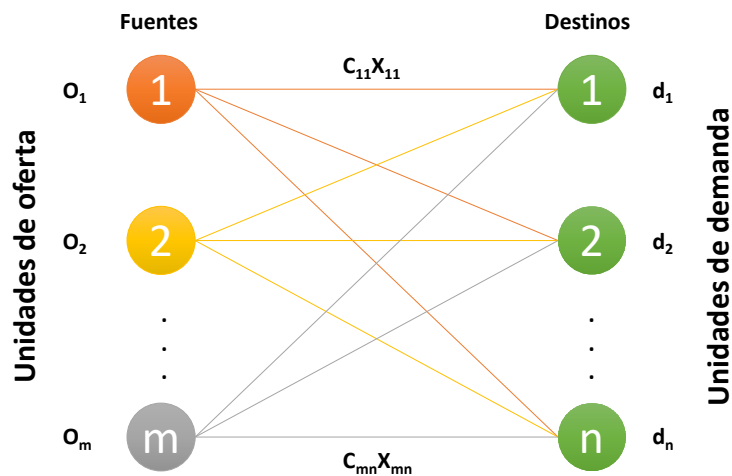 Fuentes Destinos
C11X11
O1 1 1 d1
Unidades de oferta
Unidades de demanda
O2 2 2 d2
. .
. .
. .
Om m n dn
CmnXmn